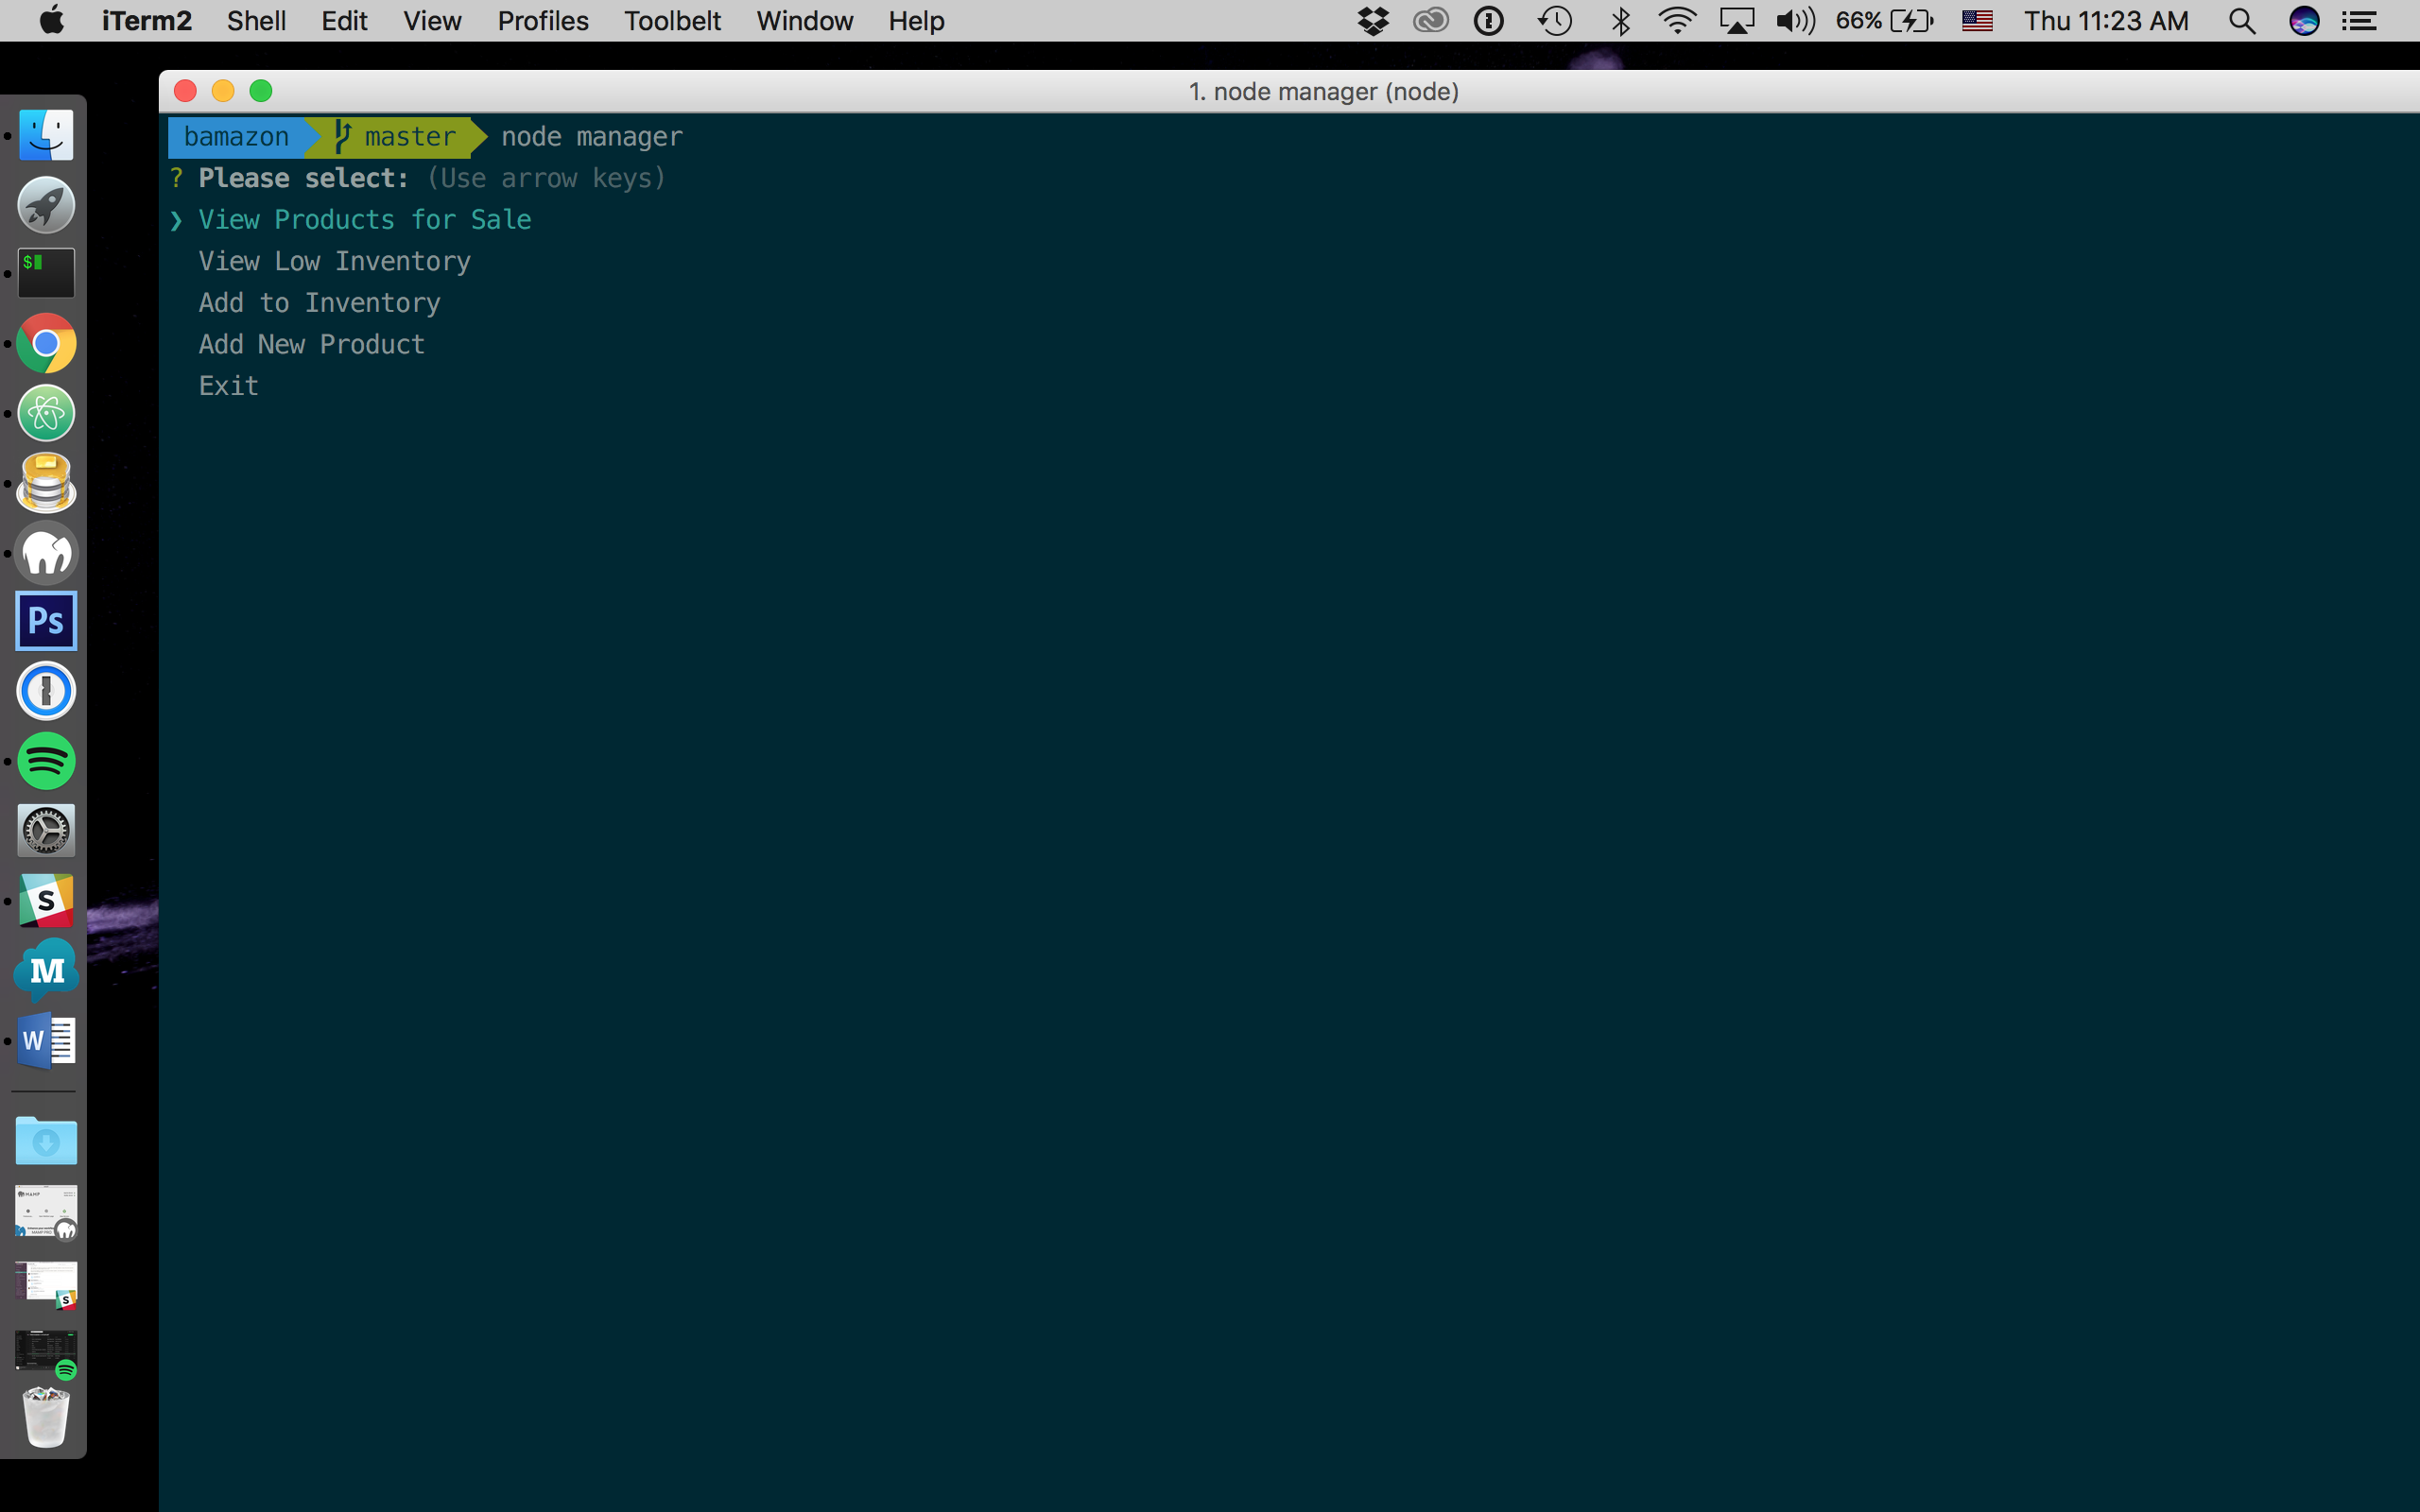 iTerm2 Shell Edit View Profiles Toolbelt Window Help 66% Thu 11:23 AM
1. node manager (node)
bamazon master node manager
? Please select: (Use arrow keys)
❯ View Products for Sale
View Low Inventory
Add to Inventory
Add New Product
Exit
$
Ps
S
M
W
MAMP
S